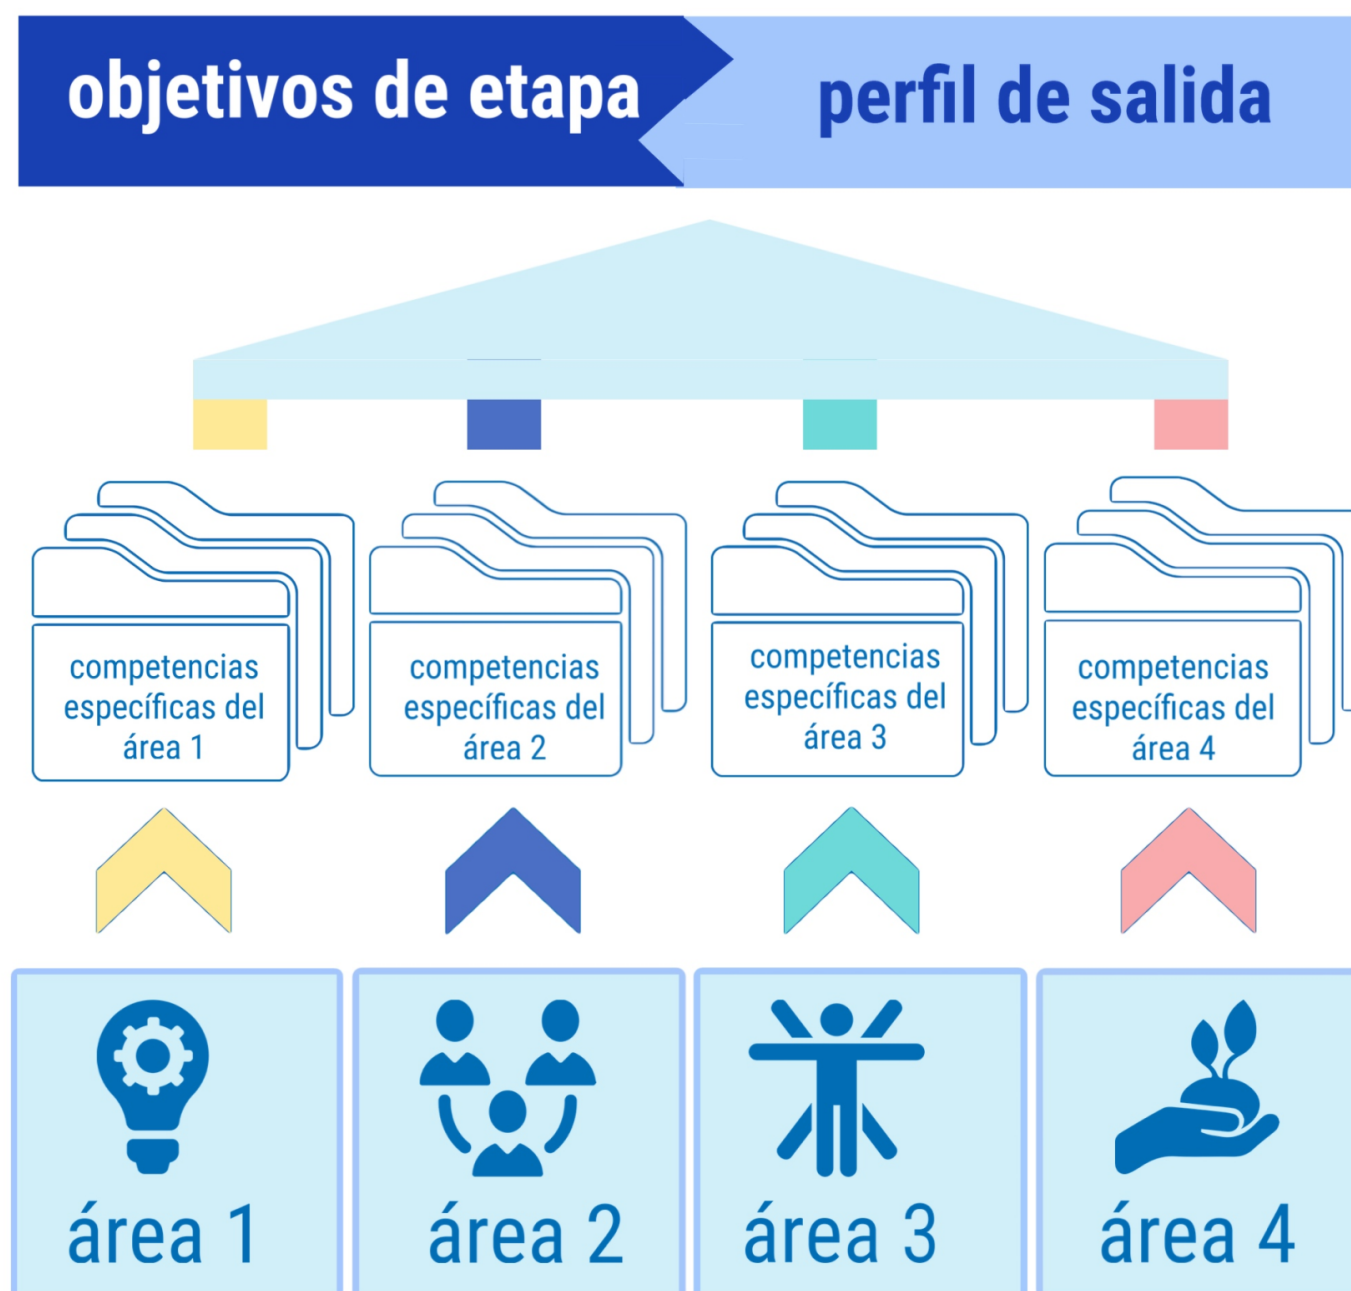 objetivos de etapa
perfil de salida
competencias
específicas del
área 1
competencias
específicas del
área 2
competencias
específicas del
área 3
competencias
específicas del
área 4
área 1
área 2
área 3
área 4